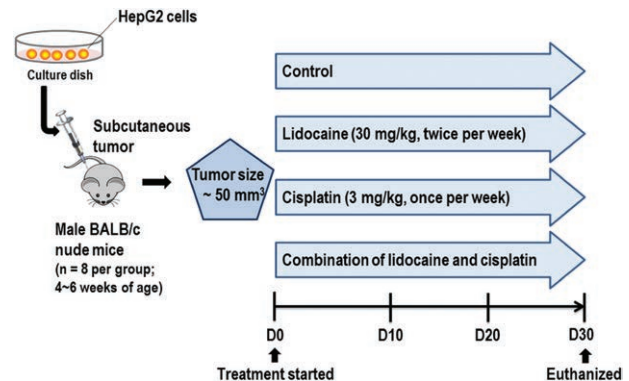 HepG2 cells
Culture dish
Subcutaneous
tumor
Male BALB/c
nude mice
(n = 8 per group;
4~6 weeks of age)
Tumor size
~ 50 mm³
Control
Lidocaine (30 mg/kg, twice per week)
Cisplatin (3 mg/kg, once per week)
Combination of lidocaine and cisplatin
D0 D10 D20 D30
Treatment started Euthanized